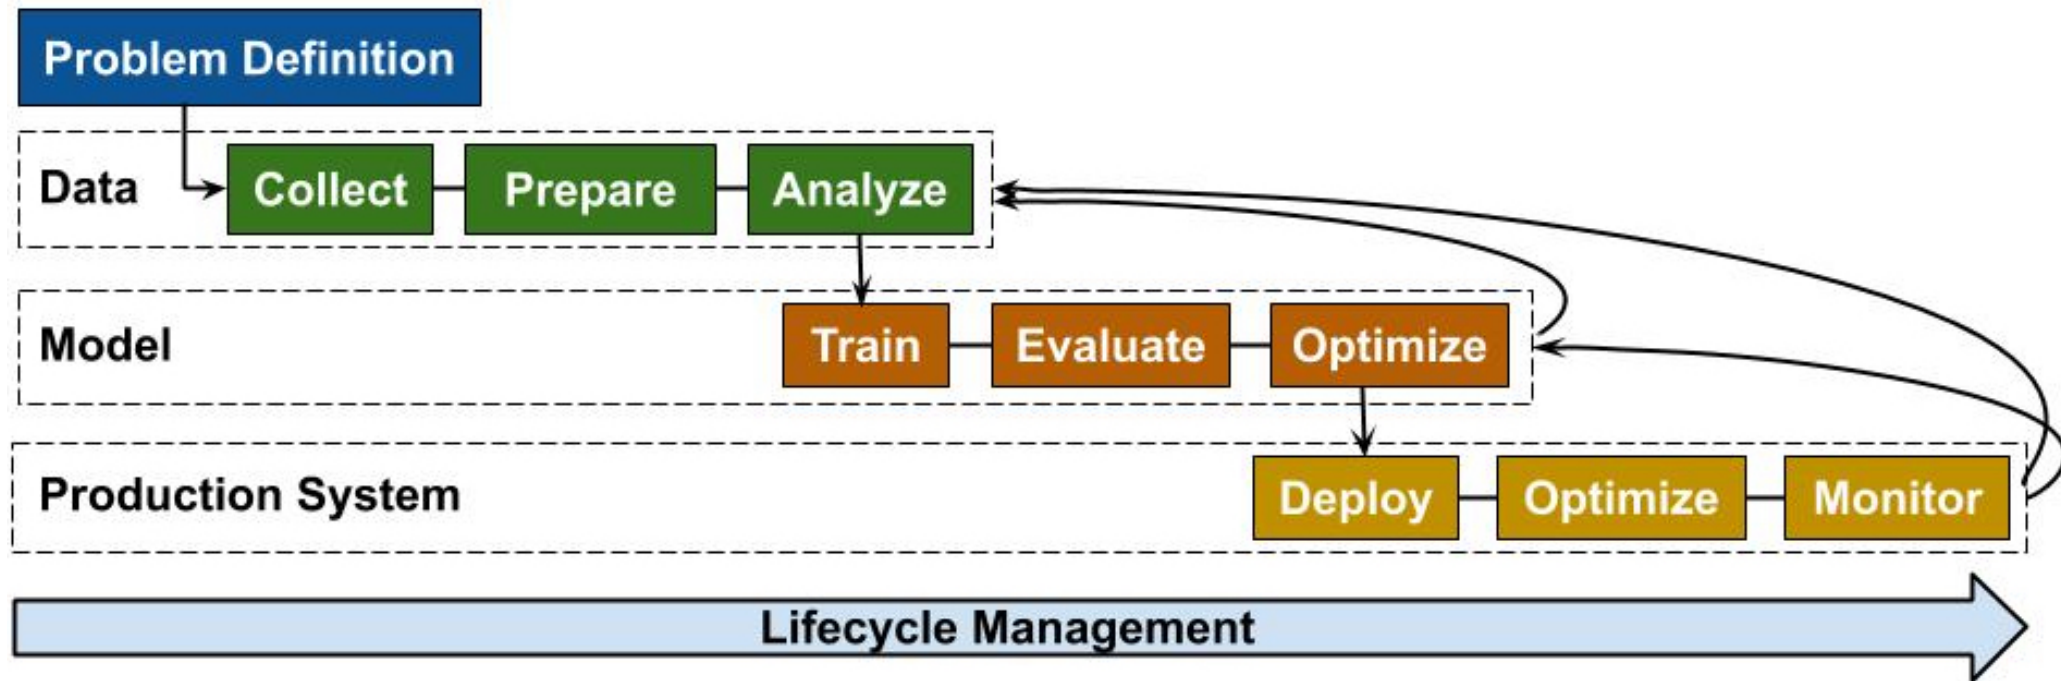 Problem Definition
Data Collect Prepare Analyze
Model Train Evaluate Optimize
Production System Deploy Optimize Monitor
Lifecycle Management